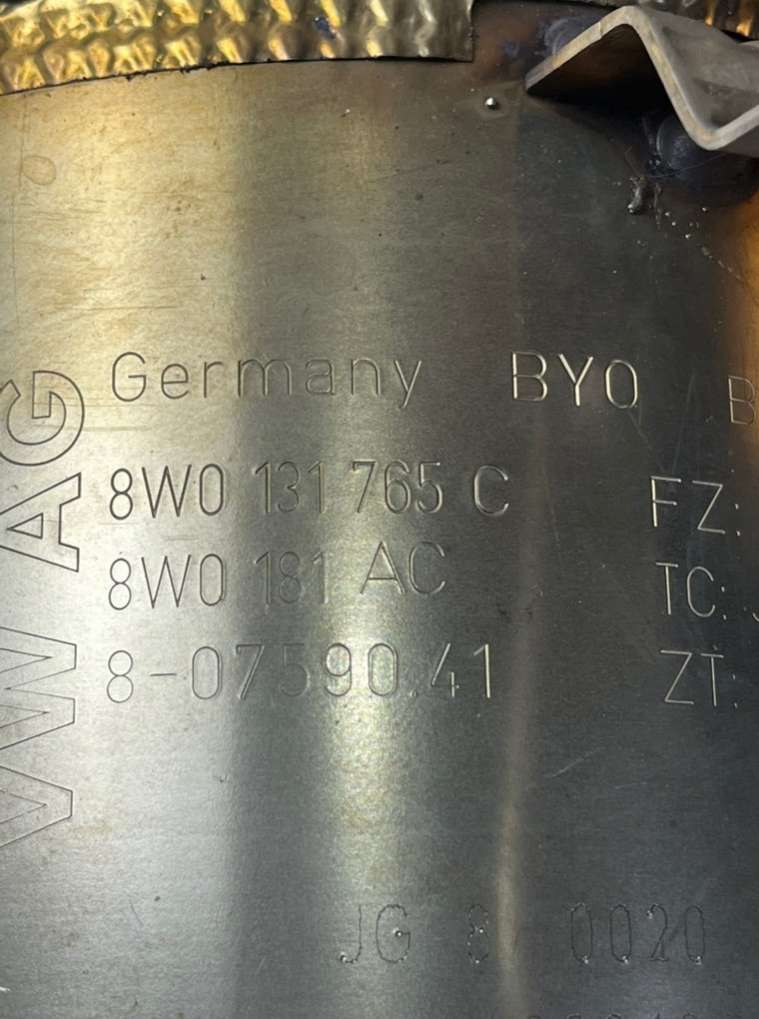 VW AG
Germany BYO B
8W0 131 765 C FZ:
8W0 181 AC TC:
8-07590.41 ZT:
JG 8 0020